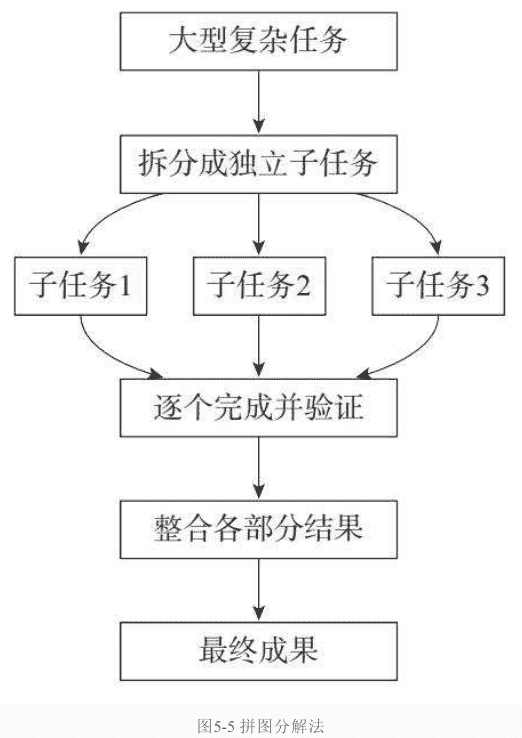 大型复杂任务
拆分成独立子任务
子任务1
子任务2
子任务3
逐个完成并验证
整合各部分结果
最终成果
图5-5 拼图分解法